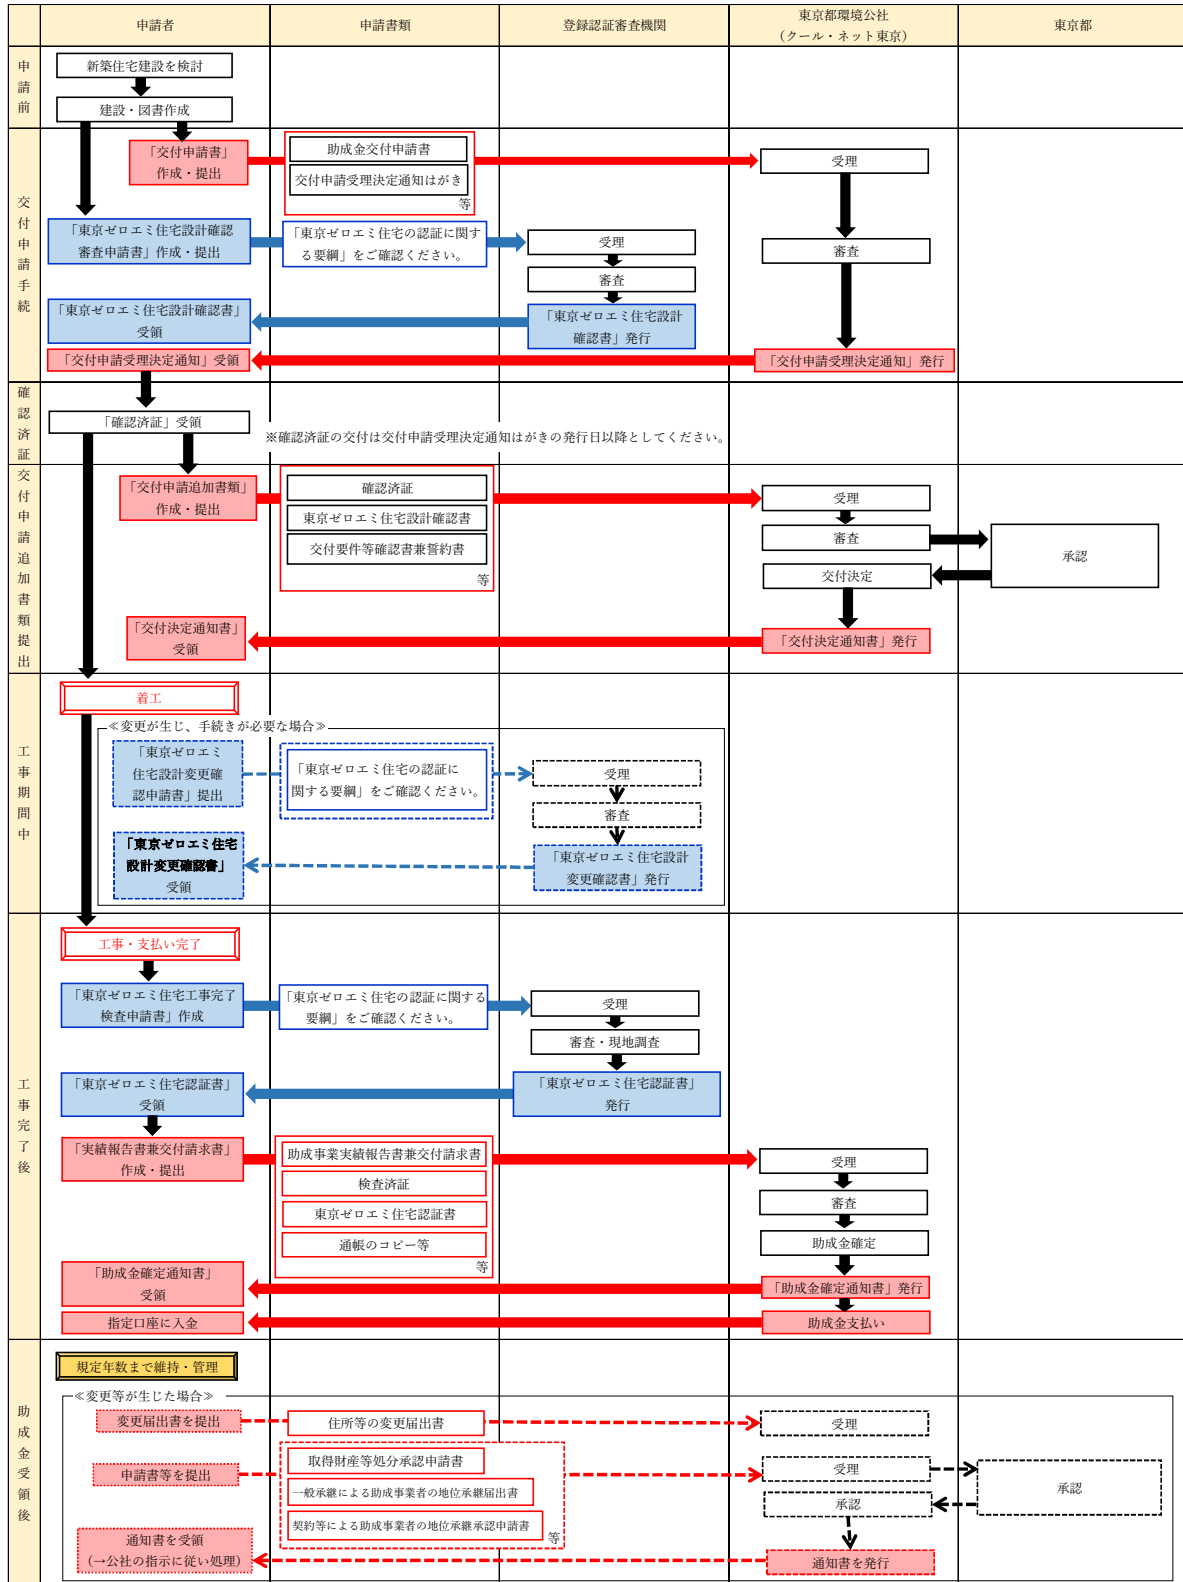 申請者
申請書類
登録認証審査機関
東京都環境公社
（クール・ネット東京）
東京都
申請前
新築住宅建設を検討
建設・図書作成
交付申請手続
「交付申請書」
作成・提出
助成金交付申請書
交付申請受理決定通知はがき
等
受理
審査
「東京ゼロエミ住宅設計確認
審査申請書」作成・提出
「東京ゼロエミ住宅の認証に関す
る要綱」をご確認ください。
受理
審査
「東京ゼロエミ住宅設計確認書」
受領
「東京ゼロエミ住宅設計
確認書」発行
「交付申請受理決定通知」受領
「交付申請受理決定通知」発行
確認済証
「確認済証」受領
※確認済証の交付は交付申請受理決定通知はがきの発行日以降としてください。
交付申請追加書類提出
「交付申請追加書類」
作成・提出
確認済証
東京ゼロエミ住宅設計確認書
交付要件等確認書兼誓約書
等
受理
審査
承認
交付決定
「交付決定通知書」
受領
「交付決定通知書」発行
工事期間中
着工
≪変更が生じ、手続きが必要な場合≫
「東京ゼロエミ
住宅設計変更確
認申請書」提出
「東京ゼロエミ住宅の認証に
関する要綱」をご確認ください。
受理
審査
「東京ゼロエミ住宅
設計変更確認書」
受領
「東京ゼロエミ住宅設計
変更確認書」発行
工事完了後
工事・支払い完了
「東京ゼロエミ住宅工事完了
検査申請書」作成
「東京ゼロエミ住宅の認証に関する
要綱」をご確認ください。
受理
審査・現地調査
「東京ゼロエミ住宅認証書」
受領
「東京ゼロエミ住宅認証書」
発行
「実績報告書兼交付請求書」
作成・提出
助成事業実績報告書兼交付請求書
検査済証
東京ゼロエミ住宅認証書
通帳のコピー等
等
受理
審査
助成金確定
「助成金確定通知書」
受領
「助成金確定通知書」発行
指定口座に入金
助成金支払い
助成金受領後
規定年数まで維持・管理
≪変更等が生じた場合≫
変更届出書を提出
住所等の変更届出書
受理
申請書等を提出
取得財産等処分承認申請書
一般承継による助成事業者の地位承継届出書
契約等による助成事業者の地位承継承認申請書
等
受理
承認
承認
通知書を受領
（→公社の指示に従い処理）
通知書を発行